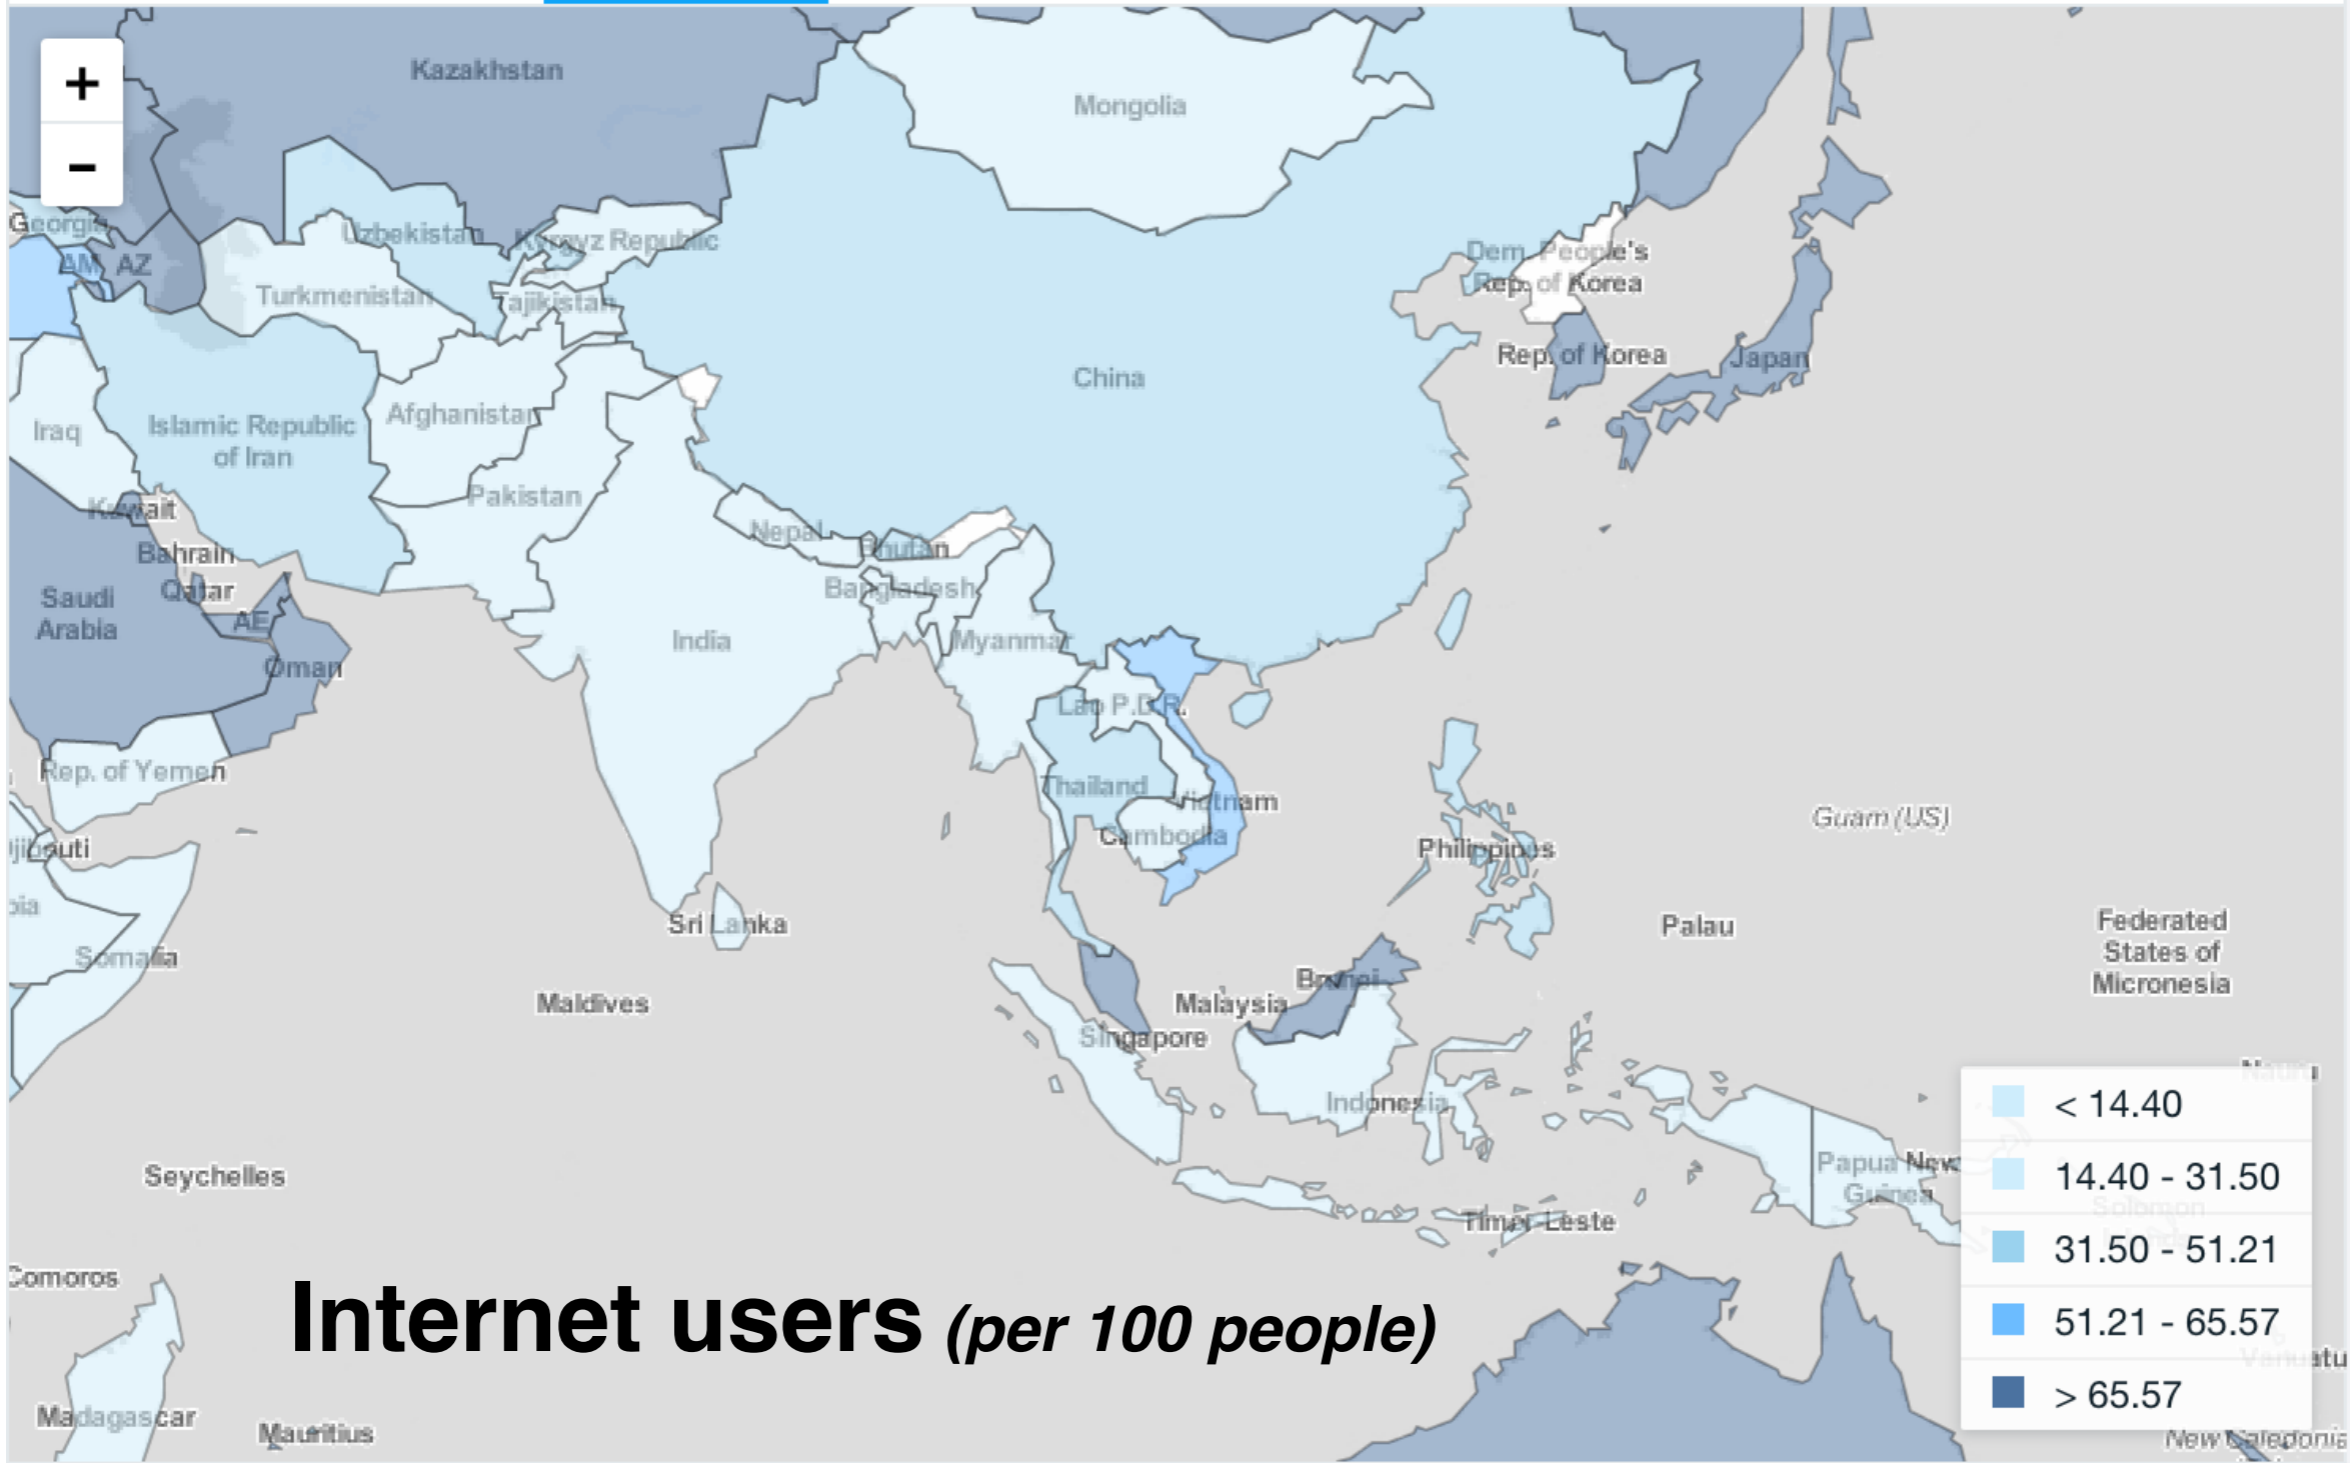 +
−
Kazakhstan
Mongolia
Georgia
AM
AZ
Uzbekistan
Kyrgyz Republic
Turkmenistan
Tajikistan
Dem. People's
Rep. of Korea
Rep. of Korea
Japan
China
Iraq
Islamic Republic
of Iran
Afghanistan
Pakistan
Kuwait
Bahrain
Qatar
Saudi
Arabia
AE
Oman
Nepal
Bhutan
Bangladesh
India
Myanmar
Lao P.D.R.
Rep. of Yemen
Thailand
Vietnam
Cambodia
Philippines
Guam (US)
jibouti
Sri Lanka
Palau
Federated
States of
Micronesia
Somalia
Maldives
Brunei
Malaysia
Singapore
Indonesia
Nauru
Seychelles
Papua New
Guinea
Solomon
Timor-Leste
Comoros
Madagascar
Mauritius
Vanuatu
New Caledonia
Internet users (per 100 people)
< 14.40
14.40 - 31.50
31.50 - 51.21
51.21 - 65.57
> 65.57